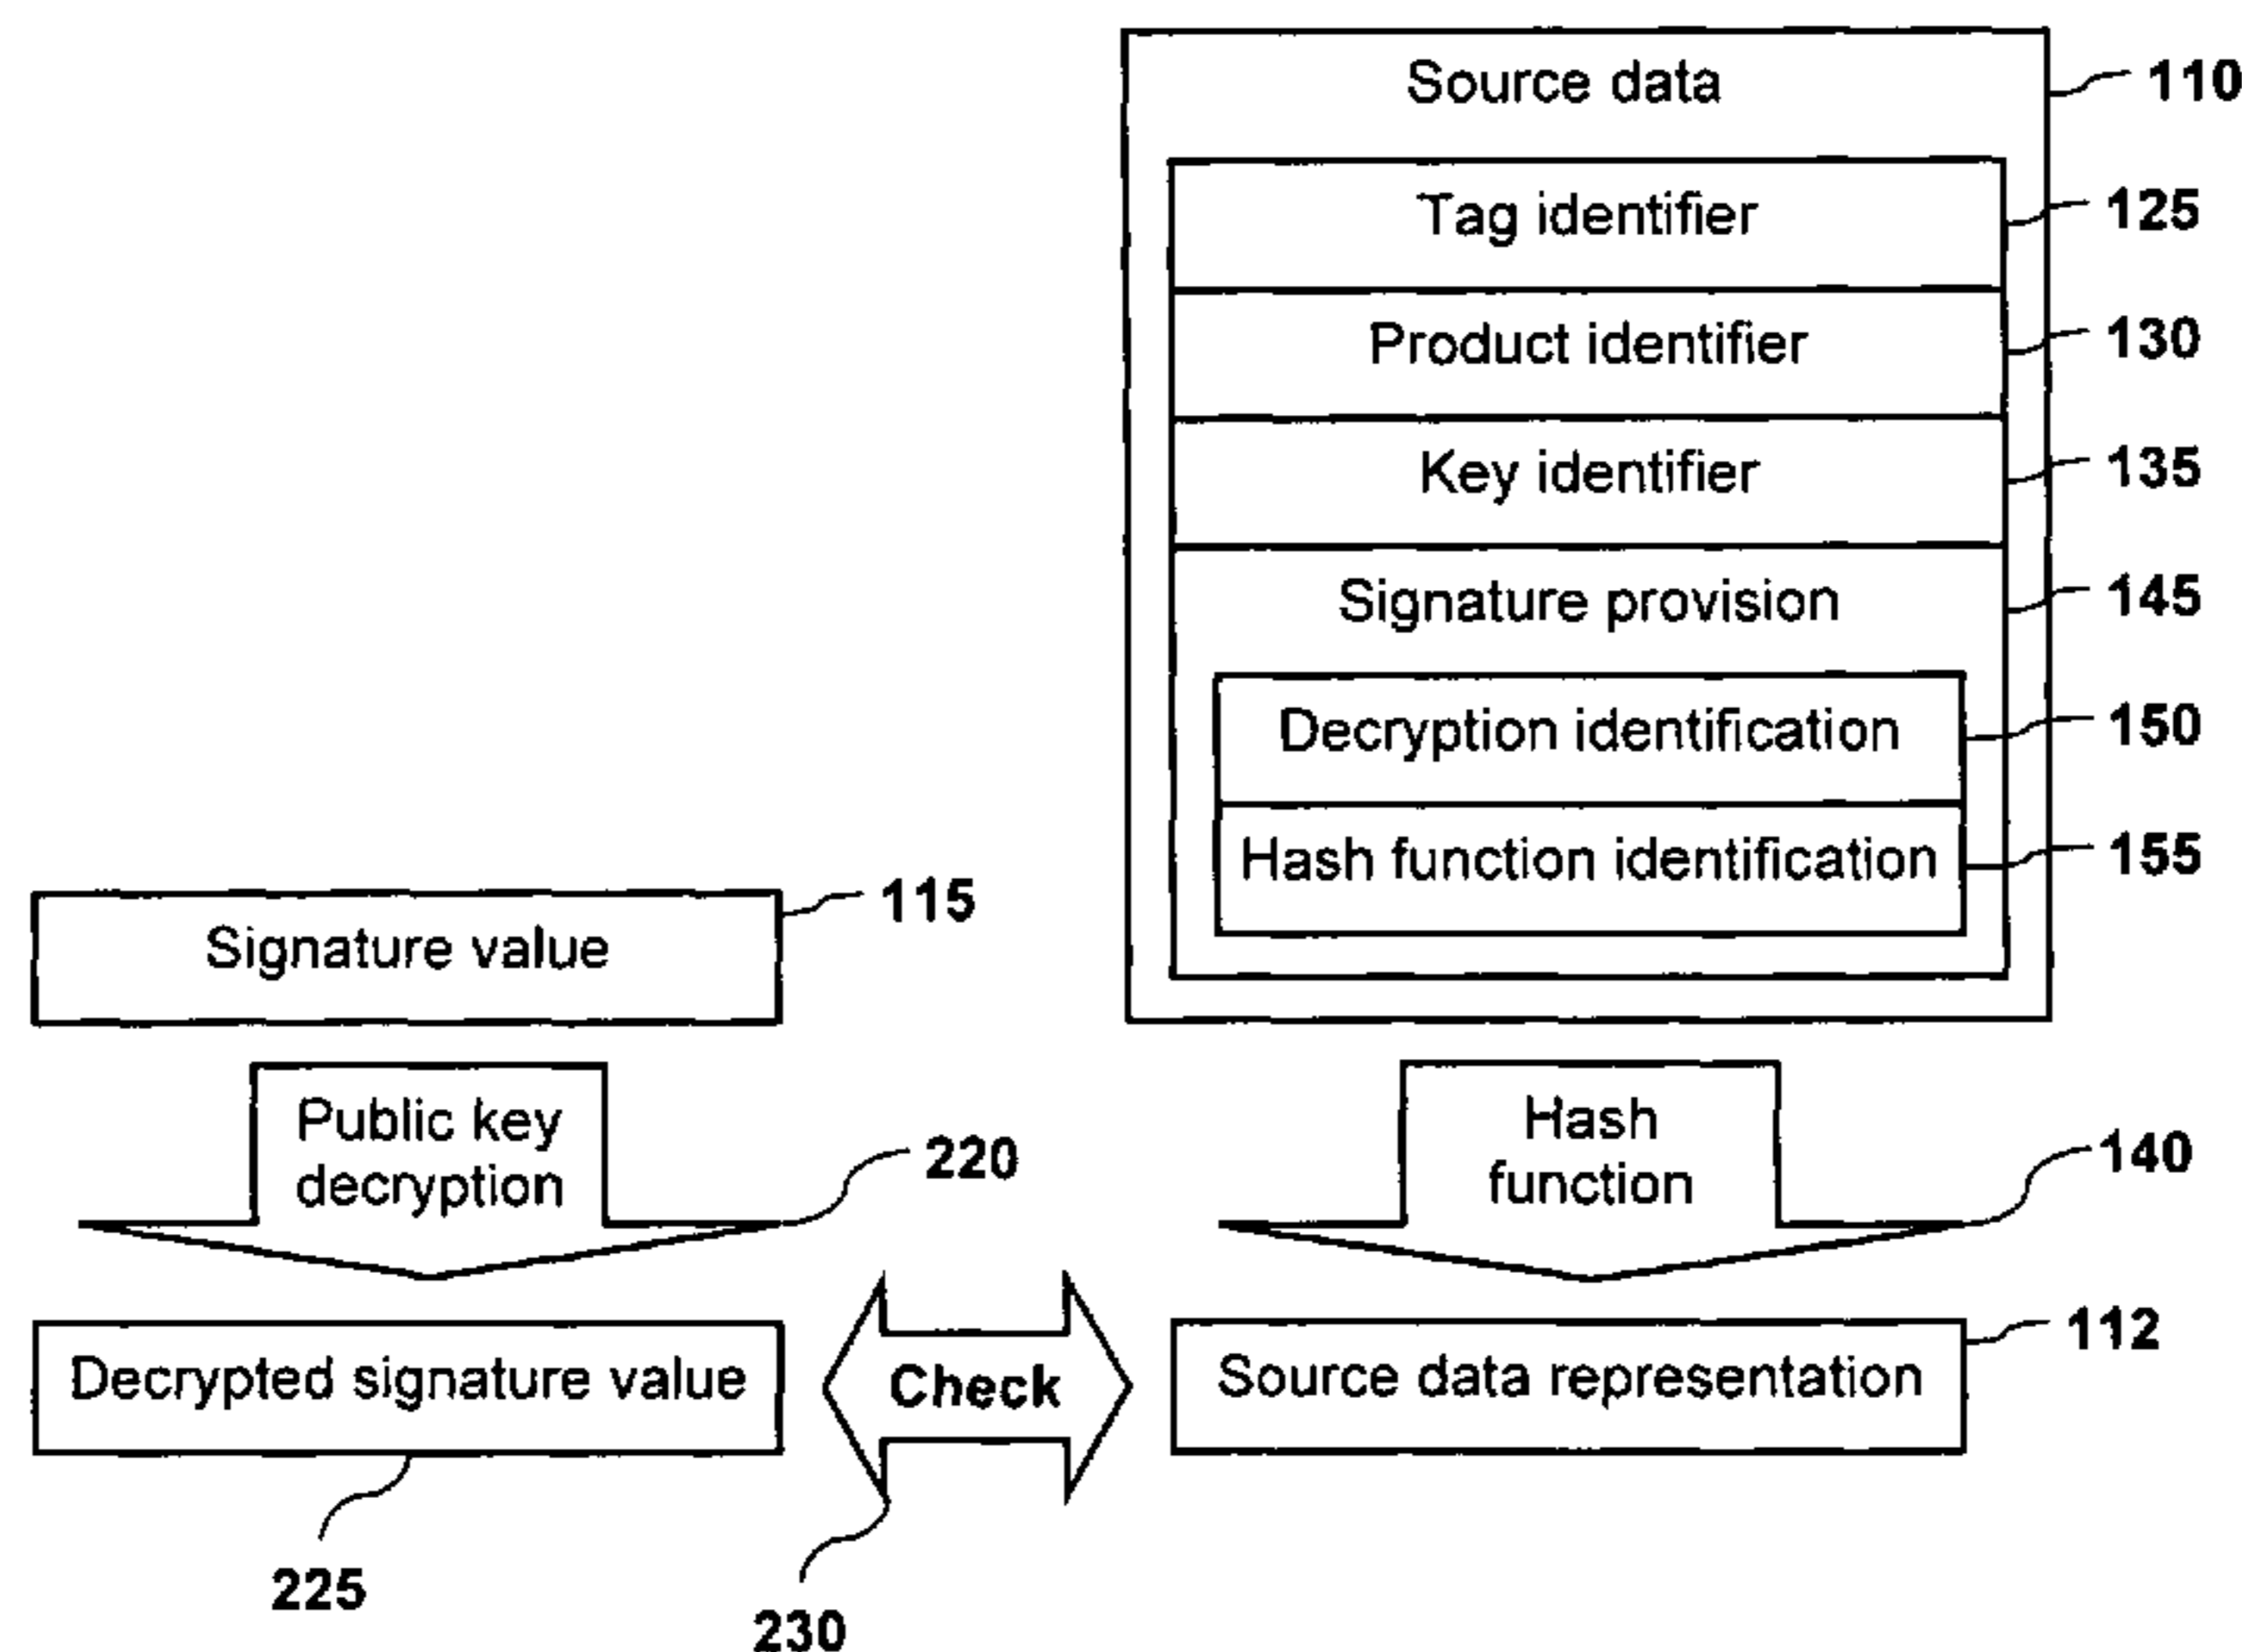 Source data
110
Tag identifier
125
Product identifier
130
Key identifier
135
Signature provision
145
Decryption identification
150
Hash function identification
155
Signature value
115
Public key
decryption
220
Hash
function
140
Decrypted signature value
225
Check
230
Source data representation
112